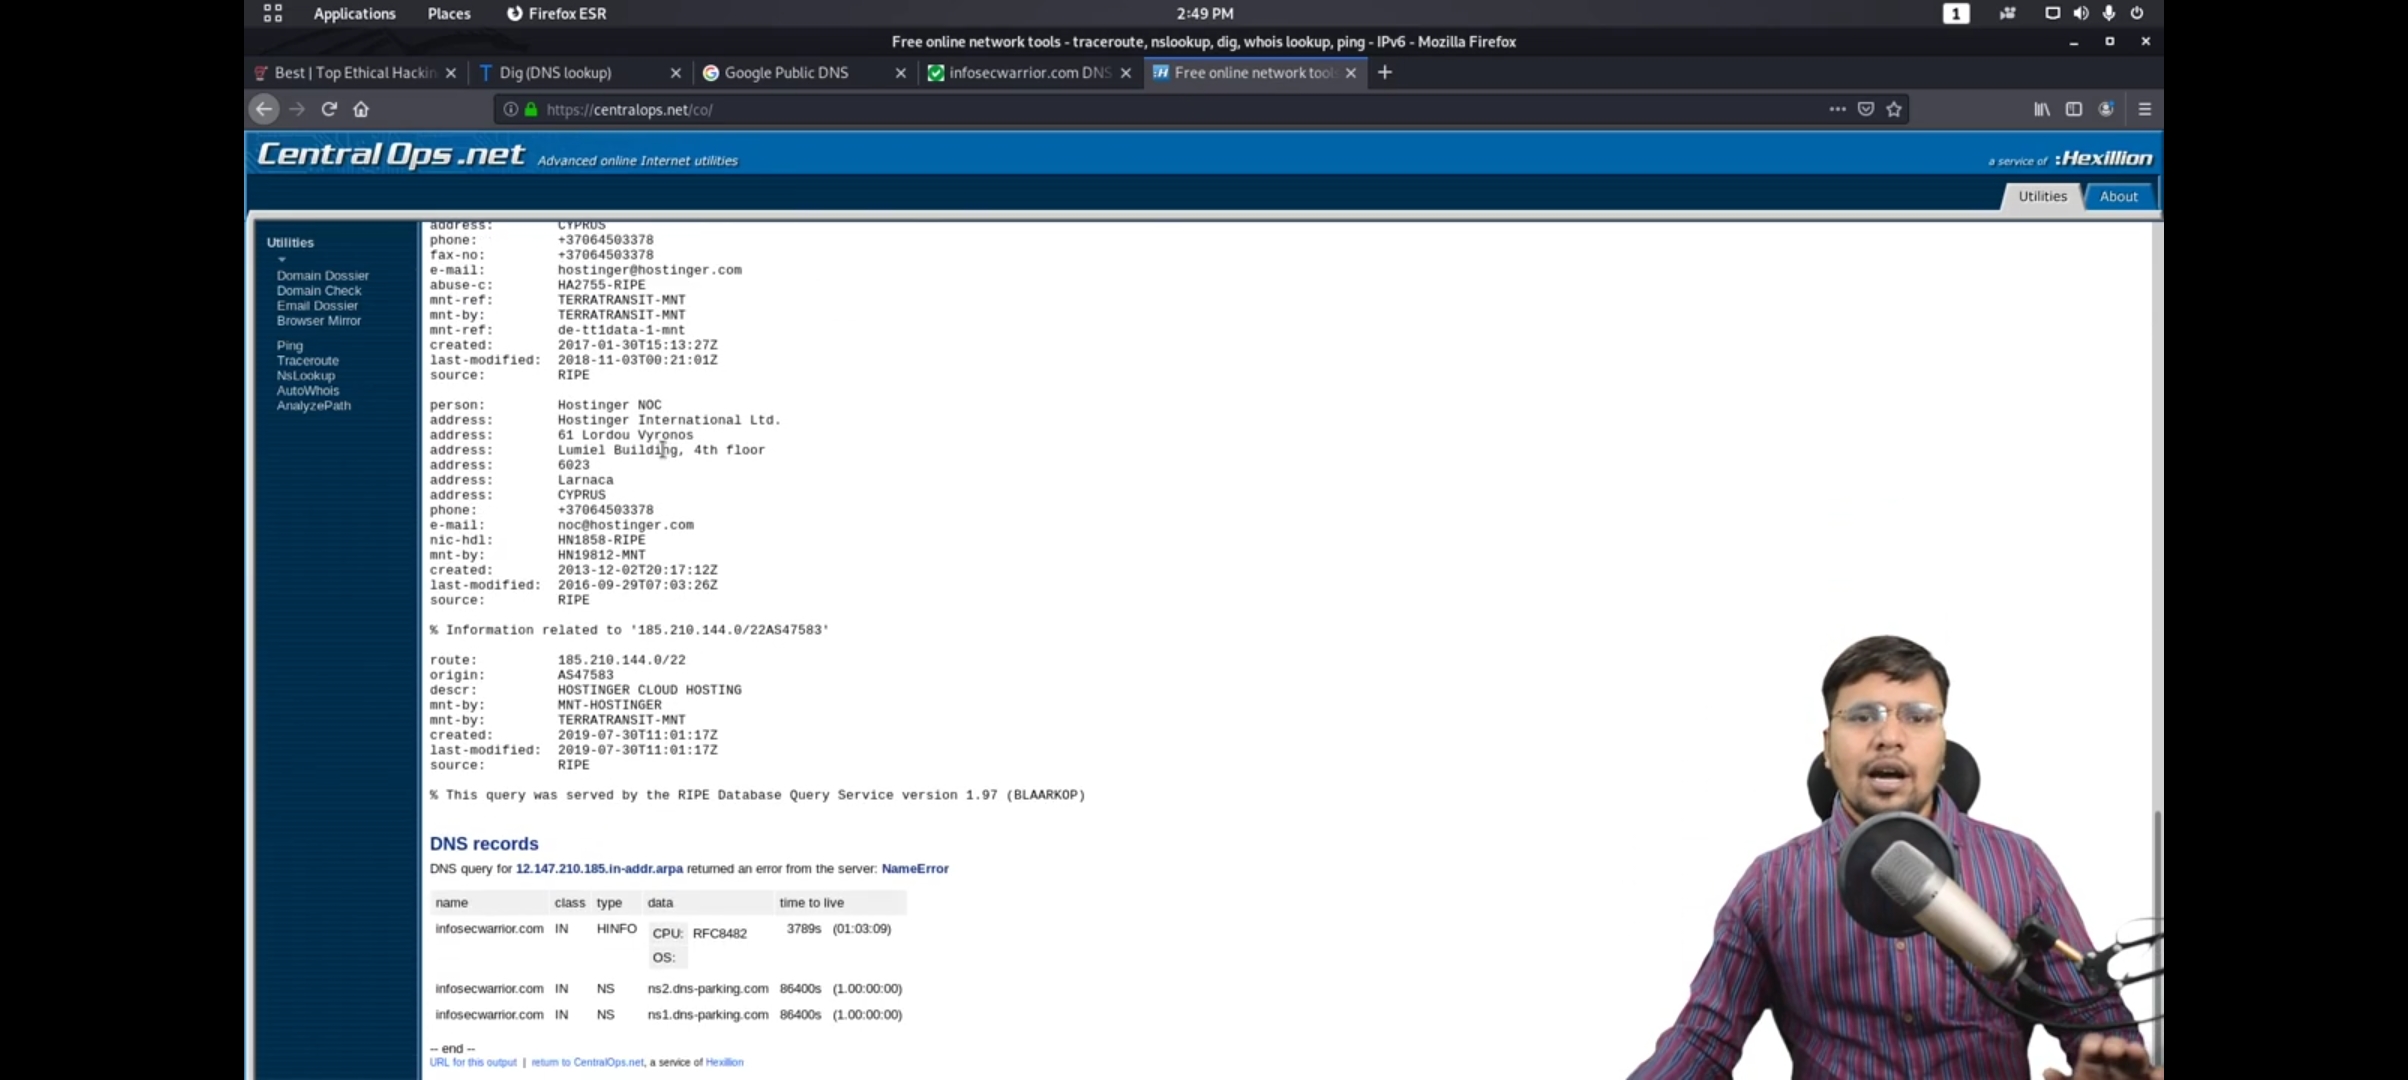 Applications Places Firefox ESR 2:49 PM 1
Free online network tools - traceroute, nslookup, dig, whois lookup, ping - IPv6 - Mozilla Firefox
Best | Top Ethical Hackin Dig (DNS lookup) Google Public DNS infosecwarrior.com DNS Free online network tools
https://centralops.net/co/
Central Ops .net Advanced online Internet utilities a service of :Hexillion
Utilities About
Utilities
Domain Dossier
Domain Check
Email Dossier
Browser Mirror
Ping
Traceroute
NsLookup
AutoWhois
AnalyzePath
address: CYPRUS
phone: +37064503378
fax-no: +37064503378
e-mail: hostinger@hostinger.com
abuse-c: HA2755-RIPE
mnt-ref: TERRATRANSIT-MNT
mnt-by: TERRATRANSIT-MNT
mnt-ref: de-tt1data-1-mnt
created: 2017-01-30T15:13:27Z
last-modified: 2018-11-03T00:21:01Z
source: RIPE
person: Hostinger NOC
address: Hostinger International Ltd.
address: 61 Lordou Vyronos
address: Lumiel Building, 4th floor
address: 6023
address: Larnaca
address: CYPRUS
phone: +37064503378
e-mail: noc@hostinger.com
nic-hdl: HN1858-RIPE
mnt-by: HN19812-MNT
created: 2013-12-02T20:17:12Z
last-modified: 2016-09-29T07:03:26Z
source: RIPE
% Information related to '185.210.144.0/22AS47583'
route: 185.210.144.0/22
origin: AS47583
descr: HOSTINGER CLOUD HOSTING
mnt-by: MNT-HOSTINGER
mnt-by: TERRATRANSIT-MNT
created: 2019-07-30T11:01:17Z
last-modified: 2019-07-30T11:01:17Z
source: RIPE
% This query was served by the RIPE Database Query Service version 1.97 (BLAARKOP)
DNS records
DNS query for 12.147.210.185.in-addr.arpa returned an error from the server: NameError
name class type data time to live
infosecwarrior.com IN HINFO CPU: RFC8482 3789s (01:03:09)
OS:
infosecwarrior.com IN NS ns2.dns-parking.com 86400s (1.00:00:00)
infosecwarrior.com IN NS ns1.dns-parking.com 86400s (1.00:00:00)
-- end --
URL for this output | return to CentralOps.net, a service of Hexillion